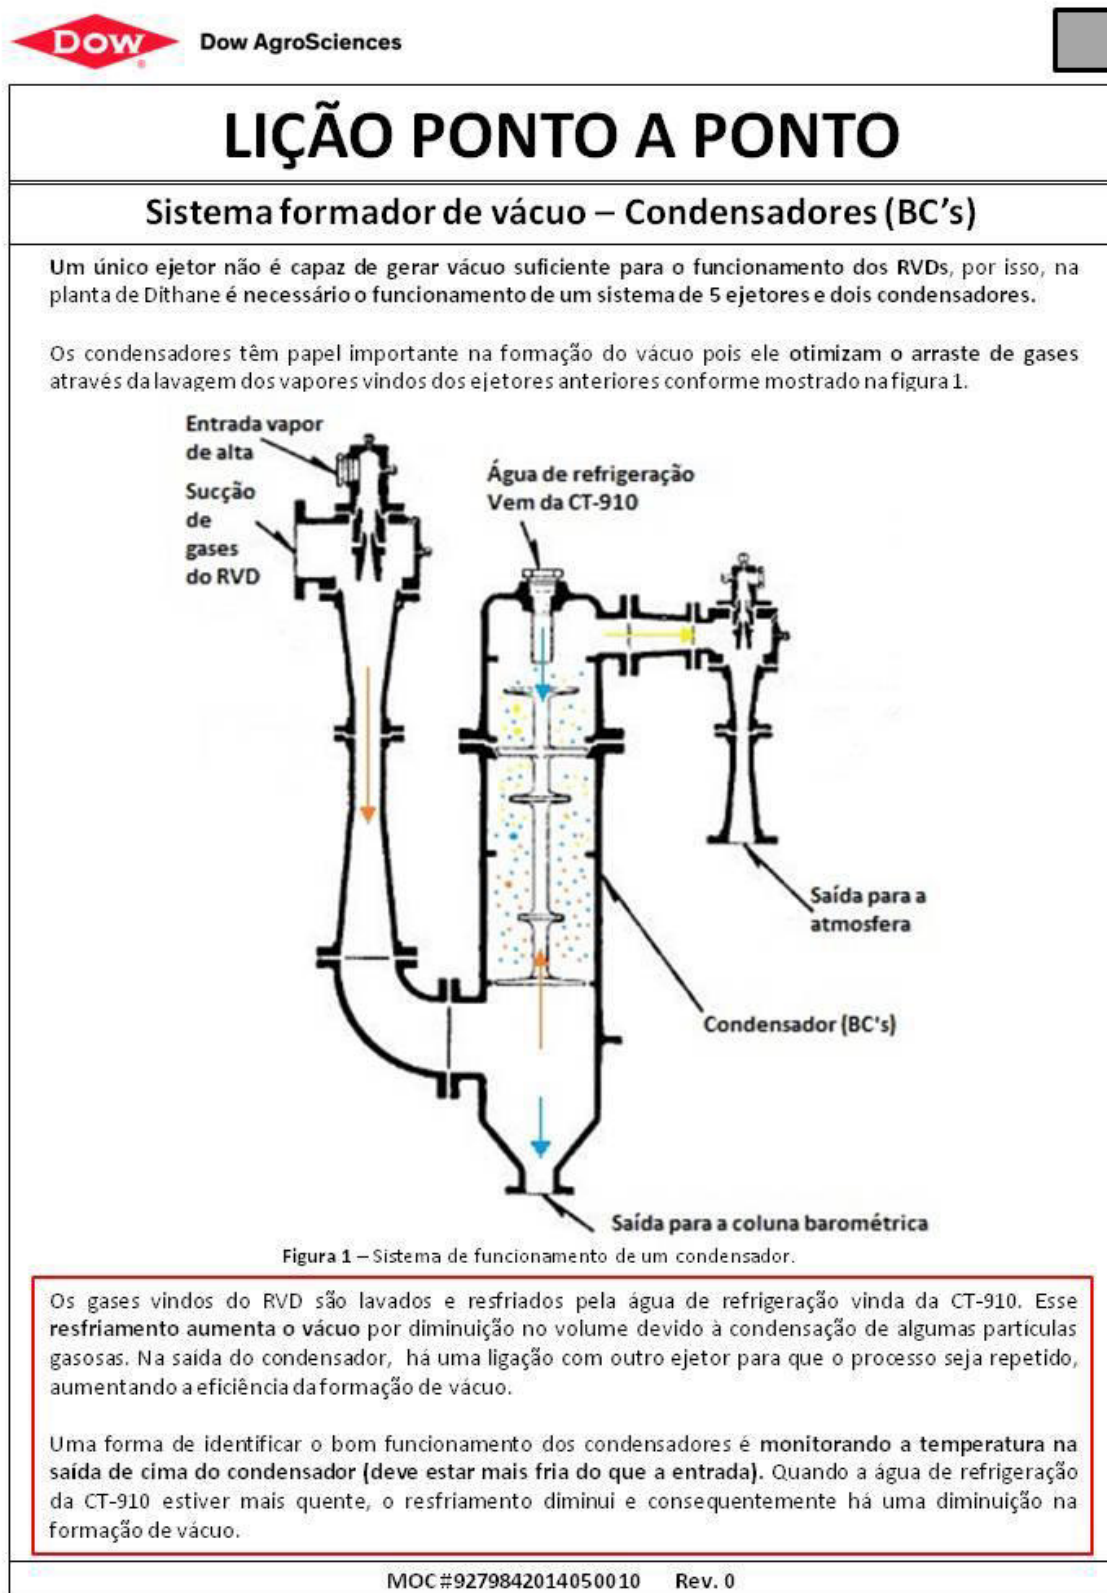 DOW
Dow AgroSciences
LIÇÃO PONTO A PONTO
Sistema formador de vácuo – Condensadores (BC's)
Um único ejetor não é capaz de gerar vácuo suficiente para o funcionamento dos RVDs, por isso, na
planta de Dithane é necessário o funcionamento de um sistema de 5 ejetores e dois condensadores.
Os condensadores têm papel importante na formação do vácuo pois ele otimizam o arraste de gases
através da lavagem dos vapores vindos dos ejetores anteriores conforme mostrado na figura 1.
Entrada vapor
de alta
Sucção
de
gases
do RVD
Água de refrigeração
Vem da CT-910
Saída para a
atmosfera
Condensador (BC's)
Saída para a coluna barométrica
Figura 1 – Sistema de funcionamento de um condensador.
Os gases vindos do RVD são lavados e resfriados pela água de refrigeração vinda da CT-910. Esse
resfriamento aumenta o vácuo por diminuição no volume devido à condensação de algumas partículas
gasosas. Na saída do condensador, há uma ligação com outro ejetor para que o processo seja repetido,
aumentando a eficiência da formação de vácuo.
Uma forma de identificar o bom funcionamento dos condensadores é monitorando a temperatura na
saída de cima do condensador (deve estar mais fria do que a entrada). Quando a água de refrigeração
da CT-910 estiver mais quente, o resfriamento diminui e consequentemente há uma diminuição na
formação de vácuo.
MOC#9279842014050010 Rev. 0